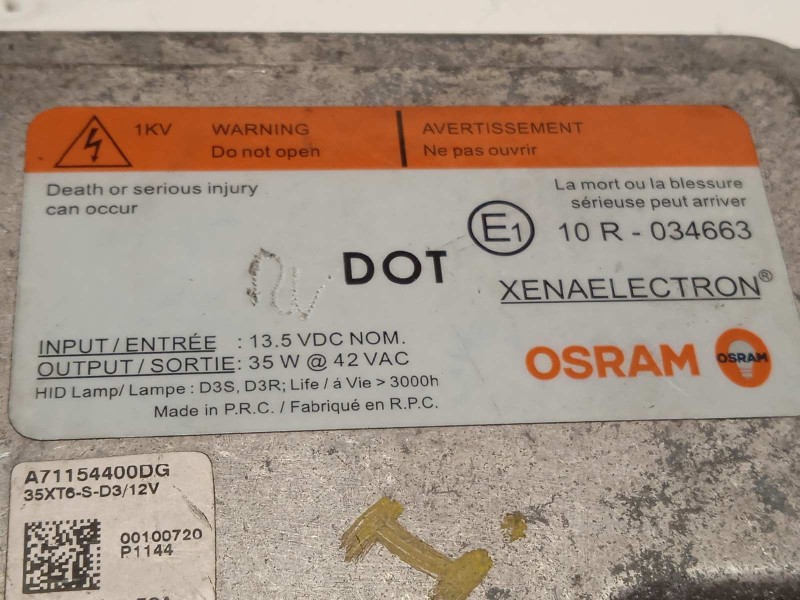 1KV WARNING AVERTISSEMENT
Do not open Ne pas ouvrir
Death or serious injury
can occur
La mort ou la blessure
sérieuse peut arriver
E1 10 R - 034663
DOT
XENAELECTRON®
INPUT/ENTRÉE : 13.5 VDC NOM.
OUTPUT/SORTIE: 35 W @ 42 VAC
HID Lamp/ Lampe : D3S, D3R; Life / á Vie > 3000h
Made in P.R.C. / Fabriqué en R.P.C.
OSRAM OSRAM
A71154400DG
35XT6-S-D3/12V
00100720
P1144